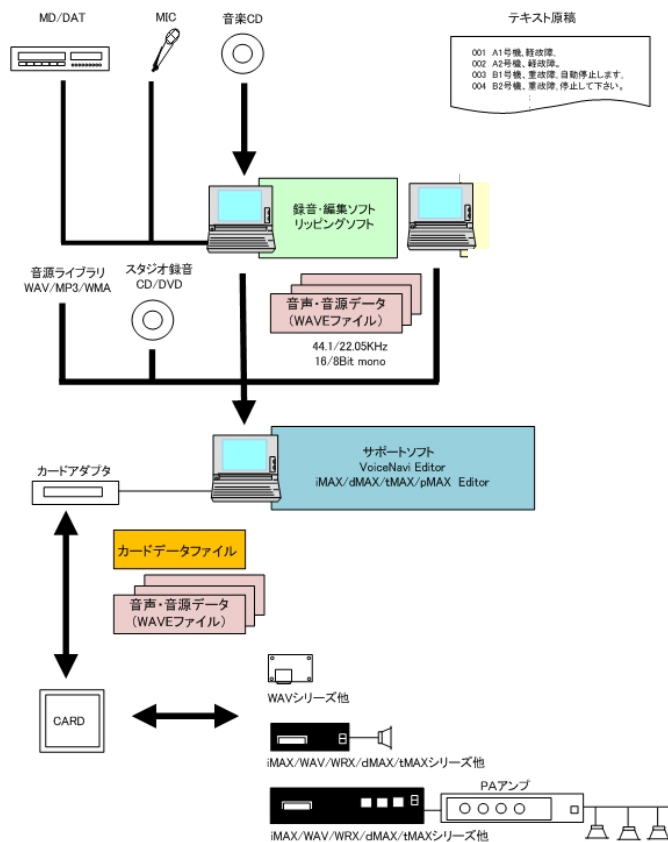 MD/DAT
MIC
音楽CD
テキスト原稿
001 A1号機、軽故障.
002 A2号機、軽故障。
003 B1号機、重故障.自動停止します.
004 B2号機、重故障.停止して下さい。
録音・編集ソフト
リッピングソフト
音源ライブラリ
WAV/MP3/WMA
スタジオ録音
CD/DVD
音声・音源データ
(WAVEファイル)
44.1/22.05KHz
16/8Bit mono
サポートソフト
VoiceNavi Editor
iMAX/dMAX/tMAX/pMAX Editor
カードアダプタ
カードデータファイル
音声・音源データ
(WAVEファイル)
CARD
WAVシリーズ他
iMAX/WAV/WRX/dMAX/tMAXシリーズ他
PAアンプ
iMAX/WAV/WRX/dMAX/tMAXシリーズ他